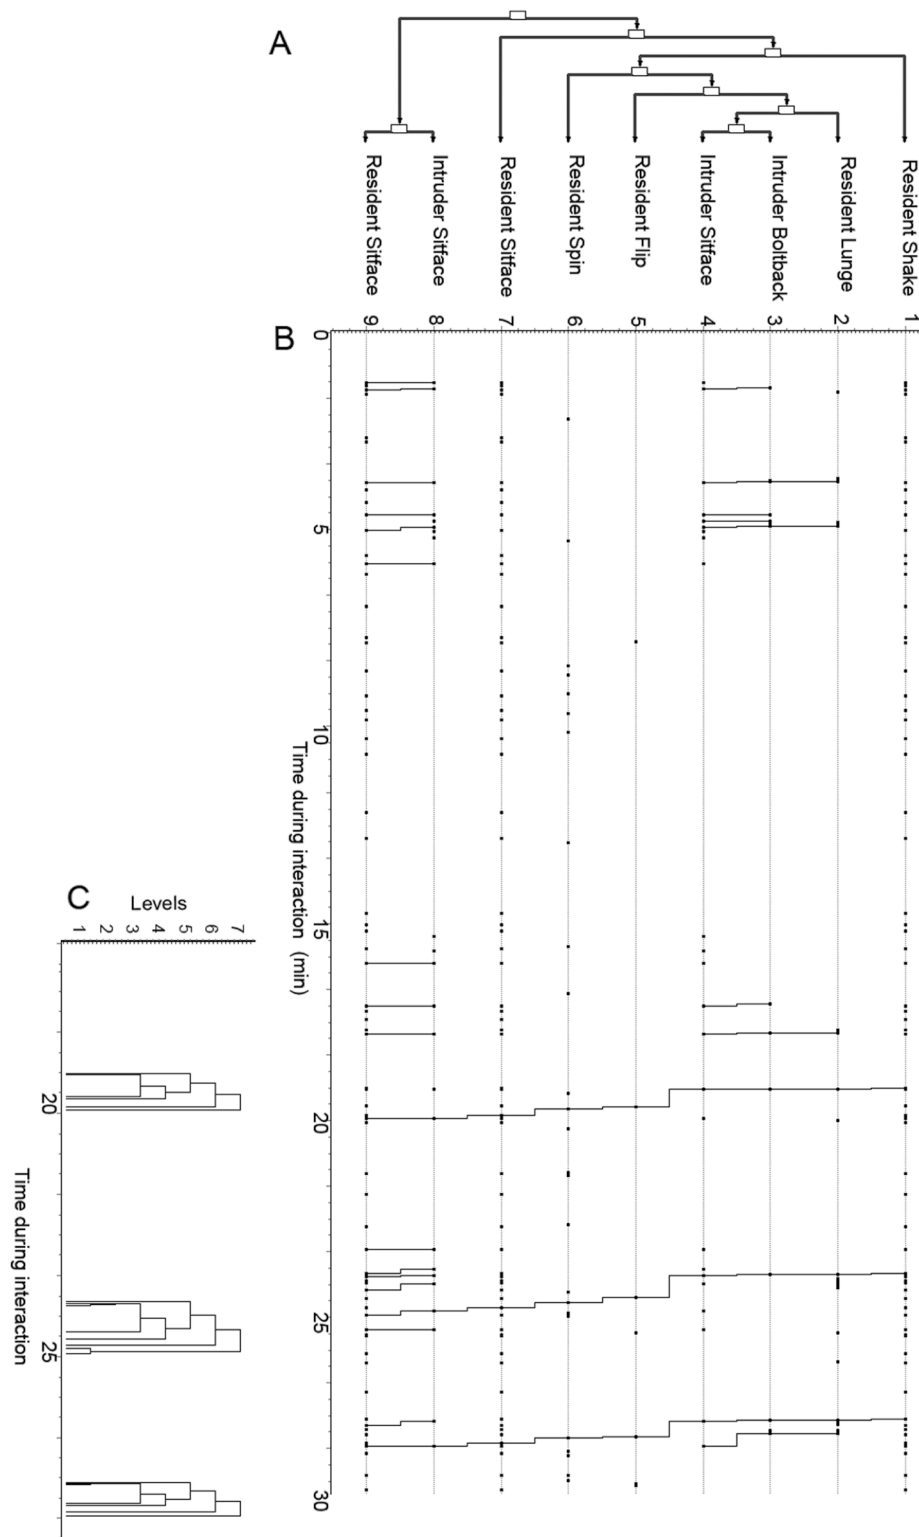 A
Resident Sitface
Intruder Sitface
Resident Sitface
Resident Spin
Resident Flip
Intruder Sitface
Intruder Boltback
Resident Lunge
Resident Shake
B
9 8 7 6 5 4 3 2 1
0
5
10
15
20
25
30
Time during interaction (min)
C
Levels
1 2 3 4 5 6 7
20
25
Time during interaction